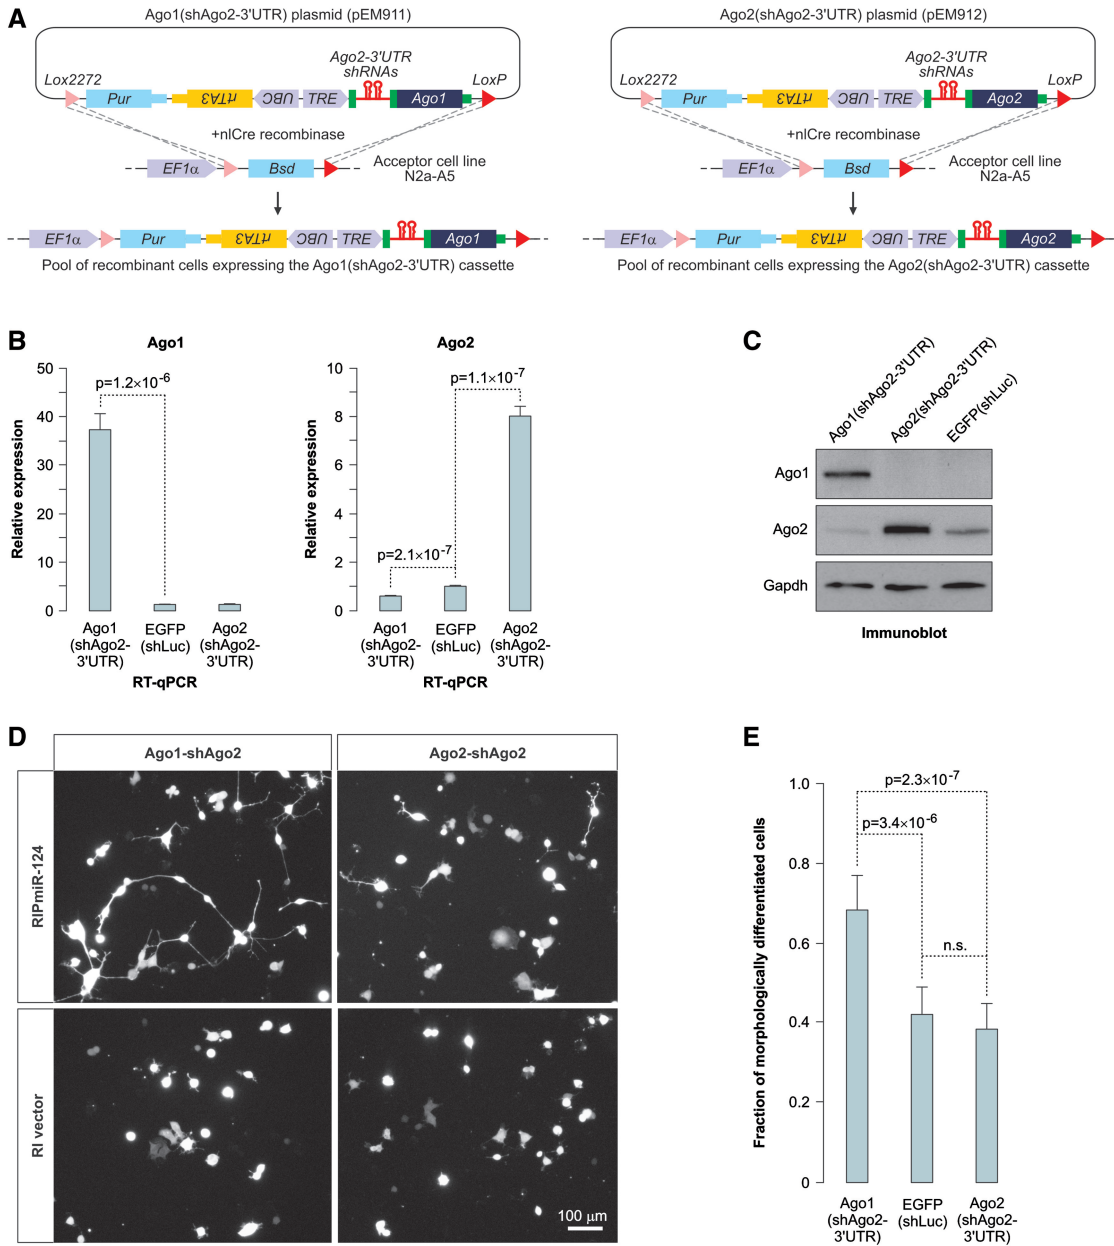 A
Ago1(shAgo2-3'UTR) plasmid (pEM911)
Lox2272
Ago2-3'UTR
shRNAs
LoxP
Pur
rtTA3
UBC
TRE
Ago1
+nlCre recombinase
EF1α
Bsd
Acceptor cell line
N2a-A5
EF1α
Pur
rtTA3
UBC
TRE
Ago1
Pool of recombinant cells expressing the Ago1(shAgo2-3'UTR) cassette
Ago2(shAgo2-3'UTR) plasmid (pEM912)
Lox2272
Ago2-3'UTR
shRNAs
LoxP
Pur
rtTA3
UBC
TRE
Ago2
+nlCre recombinase
EF1α
Bsd
Acceptor cell line
N2a-A5
EF1α
Pur
rtTA3
UBC
TRE
Ago2
Pool of recombinant cells expressing the Ago2(shAgo2-3'UTR) cassette
B
Ago1
Relative expression
50
40
30
20
10
0
p=1.2×10-6
Ago1
(shAgo2-
3'UTR)
EGFP
(shLuc)
Ago2
(shAgo2-
3'UTR)
RT-qPCR
Ago2
Relative expression
10
8
6
4
2
0
p=1.1×10-7
p=2.1×10-7
Ago1
(shAgo2-
3'UTR)
EGFP
(shLuc)
Ago2
(shAgo2-
3'UTR)
RT-qPCR
C
Ago1(shAgo2-3'UTR)
Ago2(shAgo2-3'UTR)
EGFP(shLuc)
Ago1
Ago2
Gapdh
Immunoblot
D
Ago1-shAgo2
Ago2-shAgo2
RIPmiR-124
RI vector
100 µm
E
Fraction of morphologically differentiated cells
1.0
0.8
0.6
0.4
0.2
0
p=2.3×10-7
p=3.4×10-6
n.s.
Ago1
(shAgo2-
3'UTR)
EGFP
(shLuc)
Ago2
(shAgo2-
3'UTR)